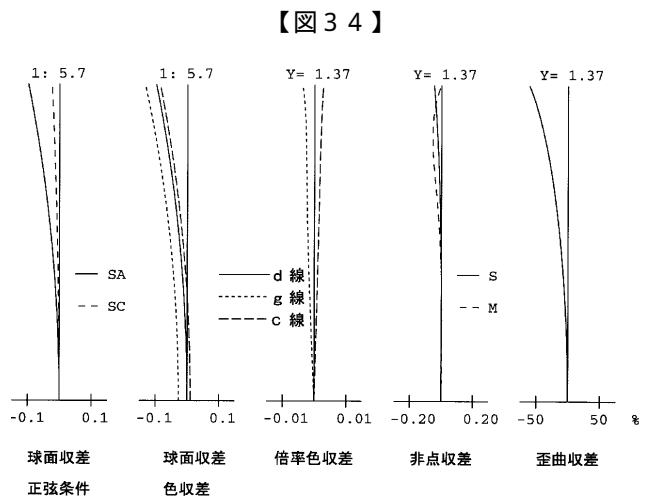 【図３４】
1: 5.7
1: 5.7
Y= 1.37
Y= 1.37
Y= 1.37
SA
SC
d 線
g 線
c 線
S
M
-0.1 0.1
-0.1 0.1
-0.01 0.01
-0.20 0.20
-50 50 %
球面収差
正弦条件
球面収差
色収差
倍率色収差
非点収差
歪曲収差